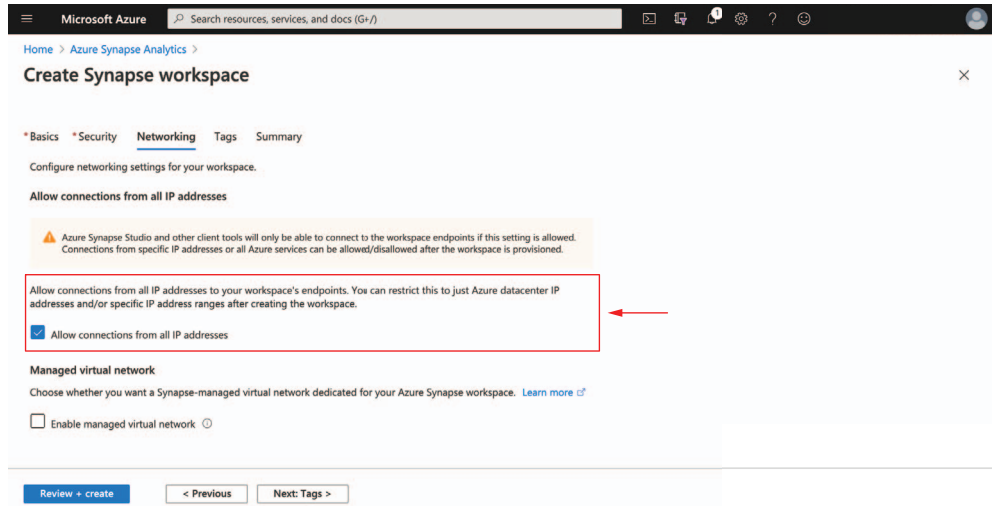 Microsoft Azure
Search resources, services, and docs (G+/)
1
Home > Azure Synapse Analytics >
Create Synapse workspace
* Basics * Security Networking Tags Summary
Configure networking settings for your workspace.
Allow connections from all IP addresses
Azure Synapse Studio and other client tools will only be able to connect to the workspace endpoints if this setting is allowed.
Connections from specific IP addresses or all Azure services can be allowed/disallowed after the workspace is provisioned.
Allow connections from all IP addresses to your workspace's endpoints. You can restrict this to just Azure datacenter IP
addresses and/or specific IP address ranges after creating the workspace.
Allow connections from all IP addresses
Managed virtual network
Choose whether you want a Synapse-managed virtual network dedicated for your Azure Synapse workspace. Learn more
Enable managed virtual network
Review + create
< Previous
Next: Tags >